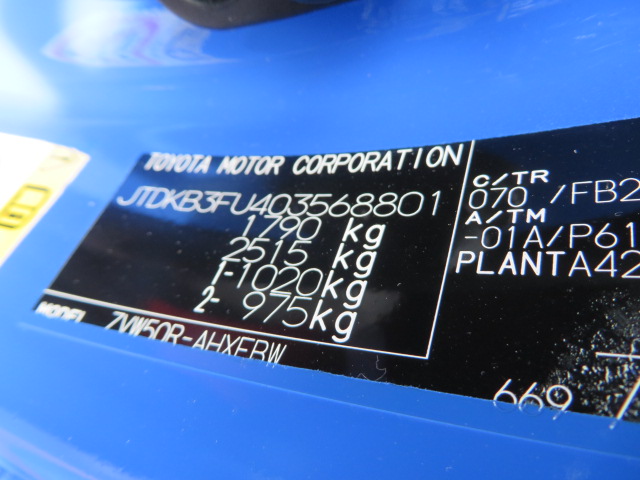 TOYOTA MOTOR CORPORATION
JTDKB3FU403568801
1790 kg
2515 kg
1-1020kg
2- 975kg
MODEL ZVW50R-AHXEBW
C/TR
070 /FB2
A/TM
-01A/P61
PLANTA42
669